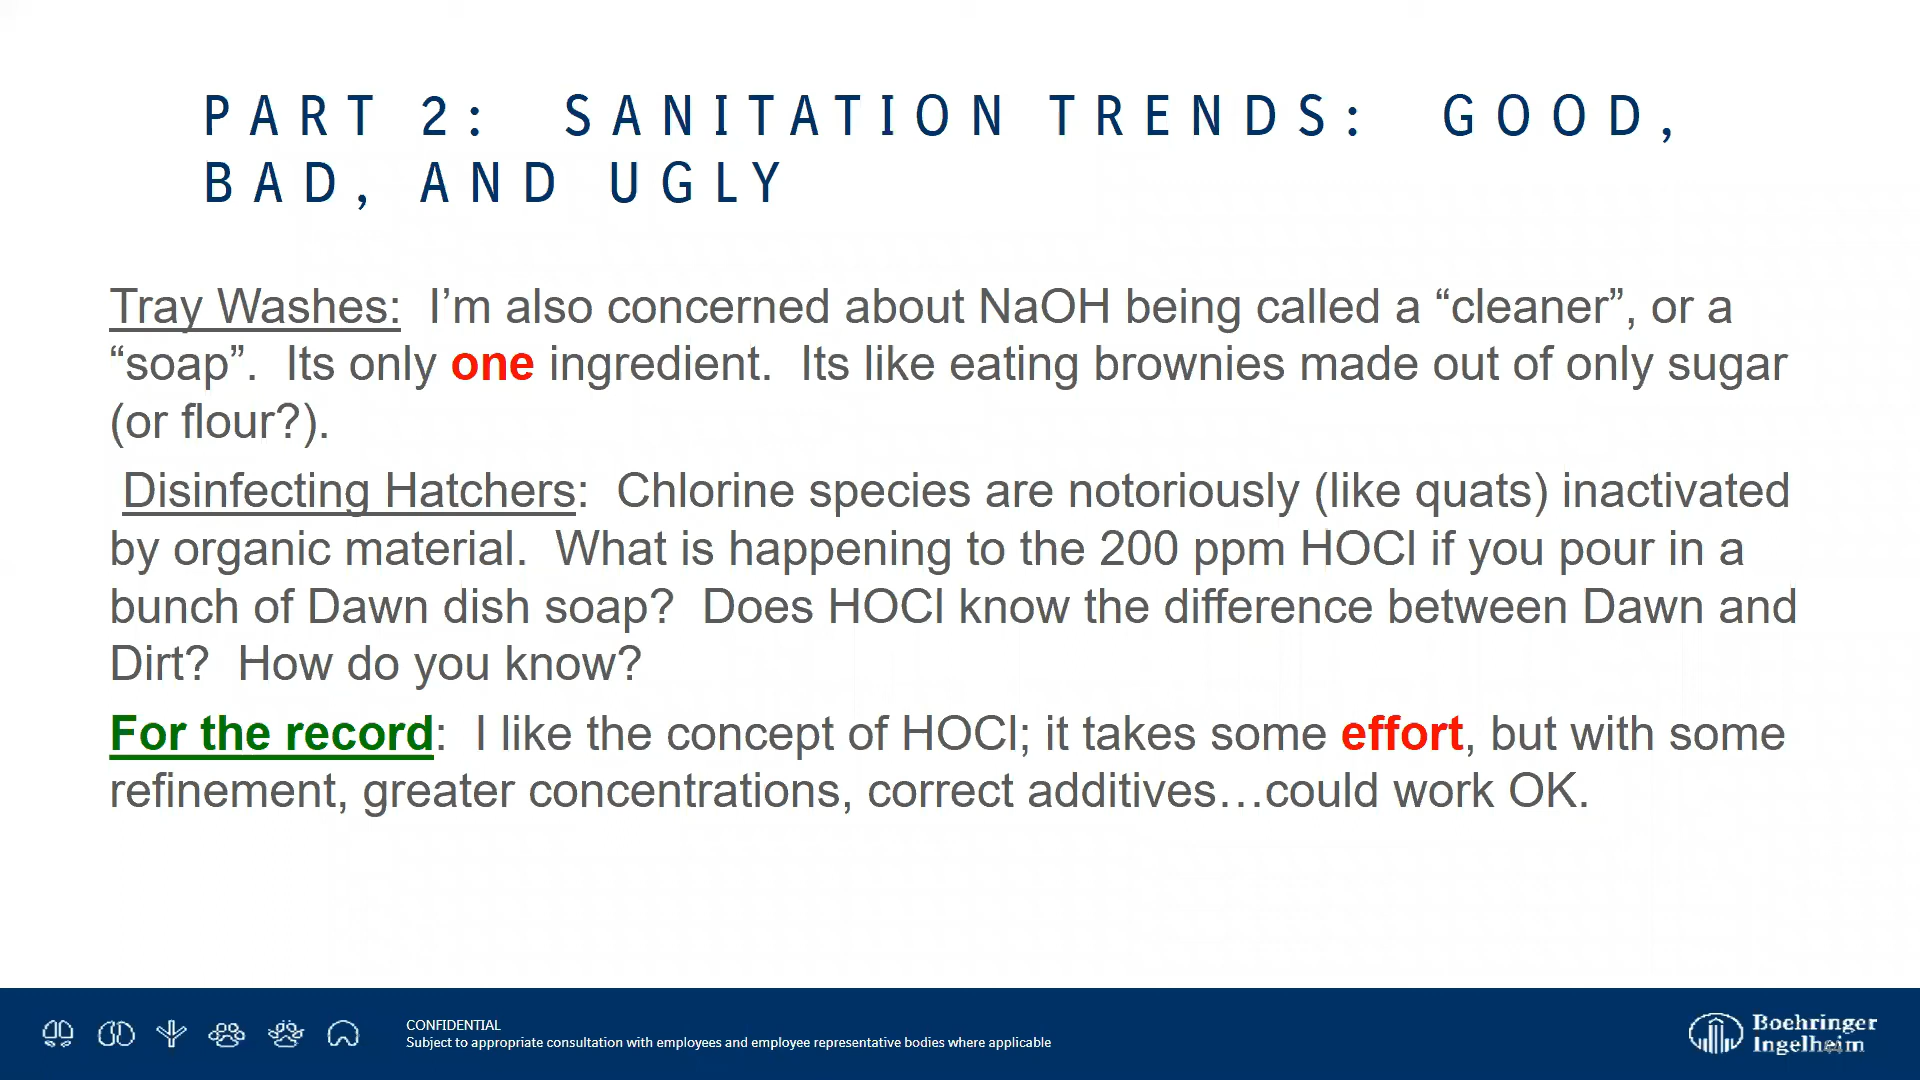 PART 2: SANITATION TRENDS: GOOD,
BAD, AND UGLY
Tray Washes: I’m also concerned about NaOH being called a “cleaner”, or a
“soap”. Its only one ingredient. Its like eating brownies made out of only sugar
(or flour?).
Disinfecting Hatchers: Chlorine species are notoriously (like quats) inactivated
by organic material. What is happening to the 200 ppm HOCl if you pour in a
bunch of Dawn dish soap? Does HOCl know the difference between Dawn and
Dirt? How do you know?
For the record: I like the concept of HOCl; it takes some effort, but with some
refinement, greater concentrations, correct additives…could work OK.
CONFIDENTIAL
Subject to appropriate consultation with employees and employee representative bodies where applicable
Boehringer
Ingelheim